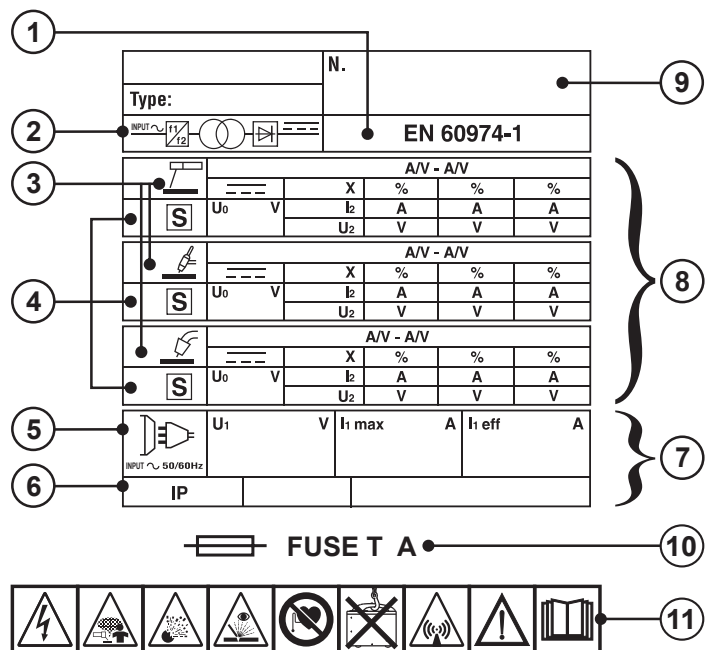 1
N.
9
Type:
2
INPUT
f1
f2
EN 60974-1
3
A/V - A/V
X % % %
S U0 V I2 A A A
U2 V V V
8
A/V - A/V
X % % %
4
S U0 V I2 A A A
U2 V V V
A/V - A/V
X % % %
S U0 V I2 A A A
U2 V V V
5
U1 V I1 max A I1 eff A
7
INPUT 50/60Hz
6
IP
FUSE T A
10
11